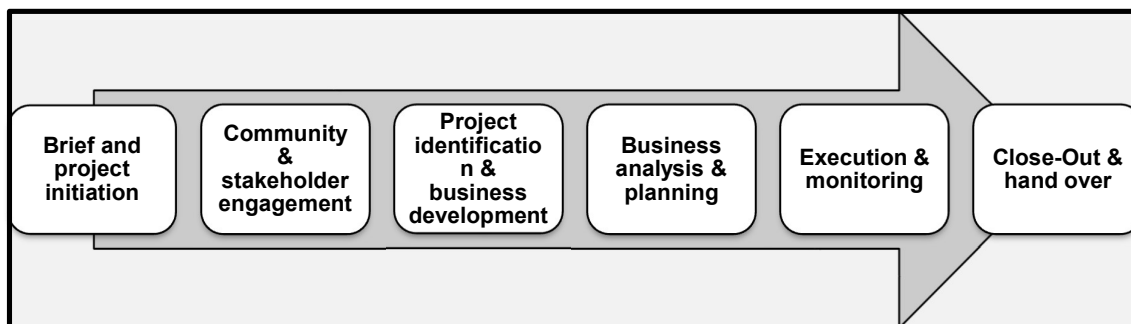 Brief and
project
initiation
Community
&
stakeholder
engagement
Project
identificatio
n &
business
development
Business
analysis &
planning
Execution &
monitoring
Close-Out &
hand over